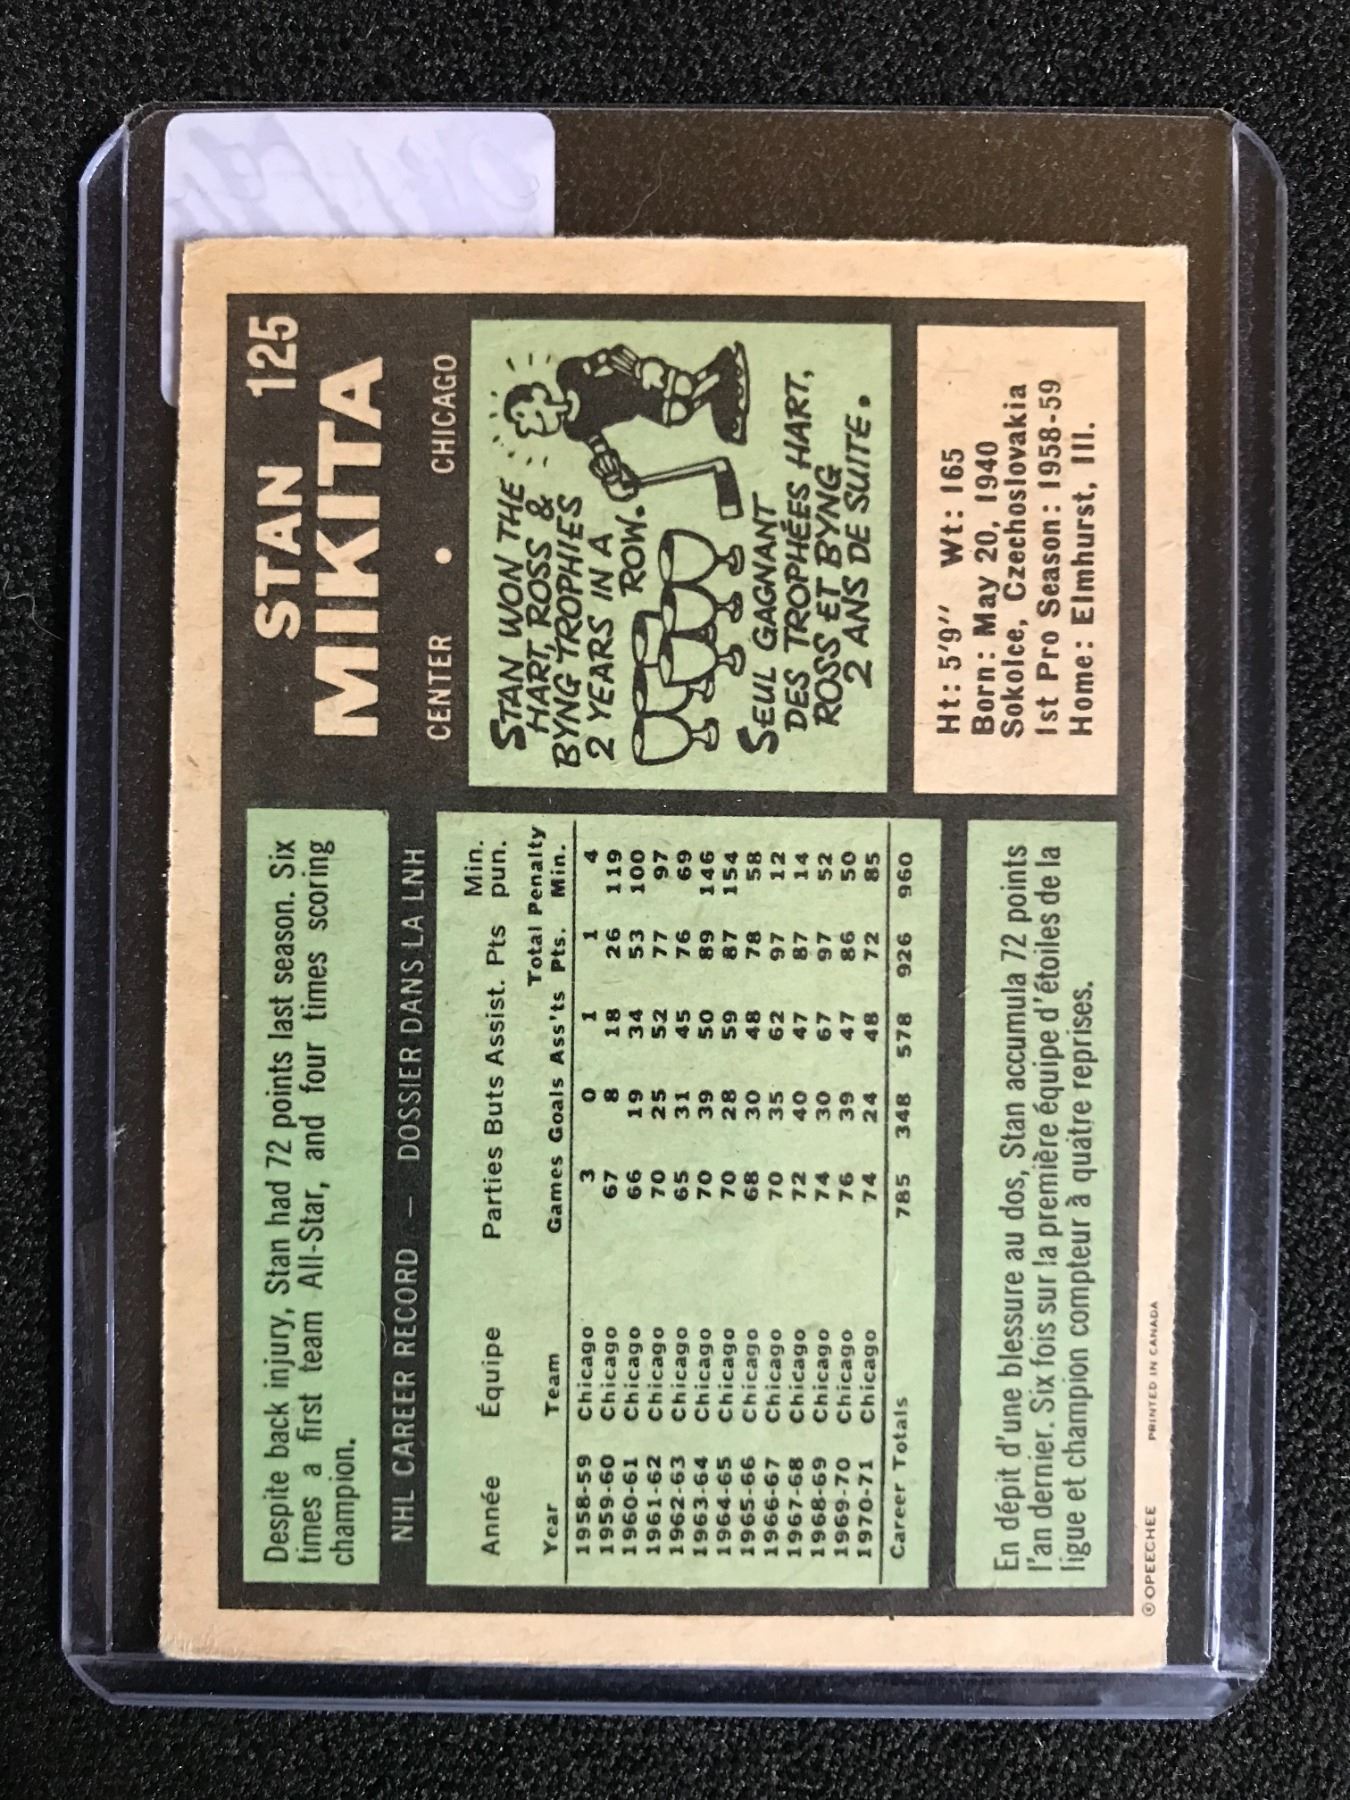 STAN 125
MIKITA
CENTER • CHICAGO
Despite back injury, Stan had 72 points last season. Six
times a first team All-Star, and four times scoring
champion.
NHL CAREER RECORD — DOSSIER DANS LA LNH
Année Équipe Parties Buts Assist. Pts Min. pun.
Year Team Games Goals Ass'ts Total Pts. Penalty Min.
1958-59 Chicago 3 0 1 1 4
1959-60 Chicago 67 8 18 26 119
1960-61 Chicago 66 19 34 53 100
1961-62 Chicago 70 25 52 77 97
1962-63 Chicago 65 31 45 76 69
1963-64 Chicago 70 39 50 89 146
1964-65 Chicago 70 28 59 87 154
1965-66 Chicago 68 30 48 78 58
1966-67 Chicago 70 35 62 97 12
1967-68 Chicago 72 40 47 87 14
1968-69 Chicago 74 30 67 97 52
1969-70 Chicago 76 39 47 86 50
1970-71 Chicago 74 24 48 72 85
Career Totals 785 348 578 926 960
En dépit d'une blessure au dos, Stan accumula 72 points
l'an dernier. Six fois sur la première équipe d'étoiles de la
ligue et champion compteur à quatre reprises.
STAN WON THE
HART, ROSS &
BYNG TROPHIES
2 YEARS IN A
ROW.
SEUL GAGNANT
DES TROPHÉES HART,
ROSS ET BYNG
2 ANS DE SUITE.
Ht: 5'9" Wt: 165
Born: May 20, 1940
Sokolce, Czechoslovakia
1st Pro Season: 1958-59
Home: Elmhurst, Ill.
©OPEECHEE PRINTED IN CANADA